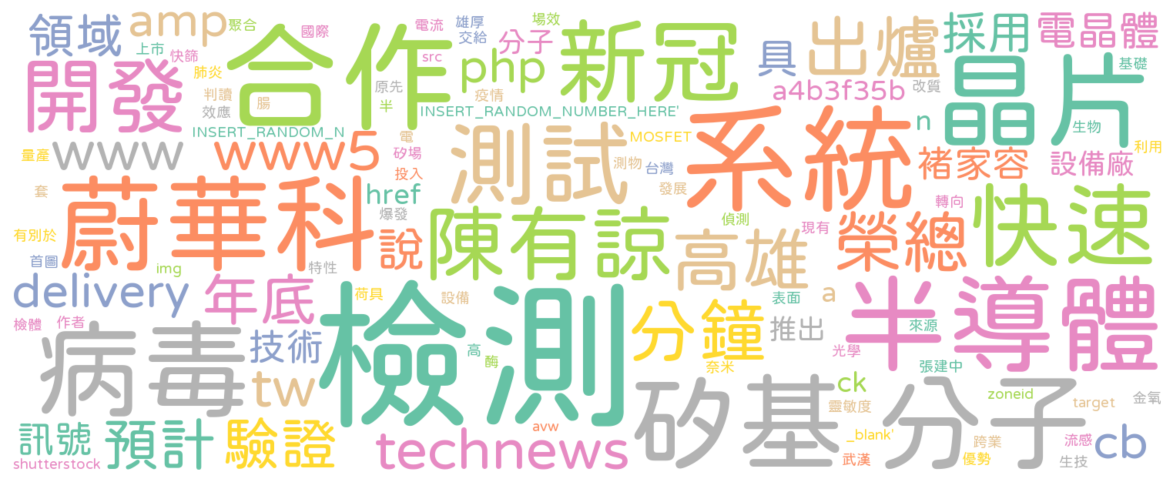 領域
amp
聚合
國際
電流
雄厚
交給
場效
分子
新冠
具
出爐
採用
電晶體
上市
快篩
開發
肺炎
合作
src
php
疫情
原先
半
判讀
效應
腸
a4b3f35b
改質
晶片
基礎
INSERT_RANDOM_N
INSERT_RANDOM_NUMBER_HERE'
n
生物
量產
www
www5
電
矽場
投入
測試
MOSFET
測物
台灣
發展
系統
褚家容
設備廠
利用
套
蔚華科
href
爆發
說
陳有諒
偵測
現有
轉向
榮總
快速
有別於
首圖
img
特性
高雄
delivery
年底
荷具
設備
檢測
表面
a
半導體
檢體
作者
病毒
技術
tw
高
酶
分鐘
奈米
推出
來源
光學
張建中
ck
靈敏度
矽基
分子
zoneid
target
金氧
訊號
預計
驗證
shutterstock
technews
avw
_blank'
武漢
跨業
優勢
流感
生技
cb